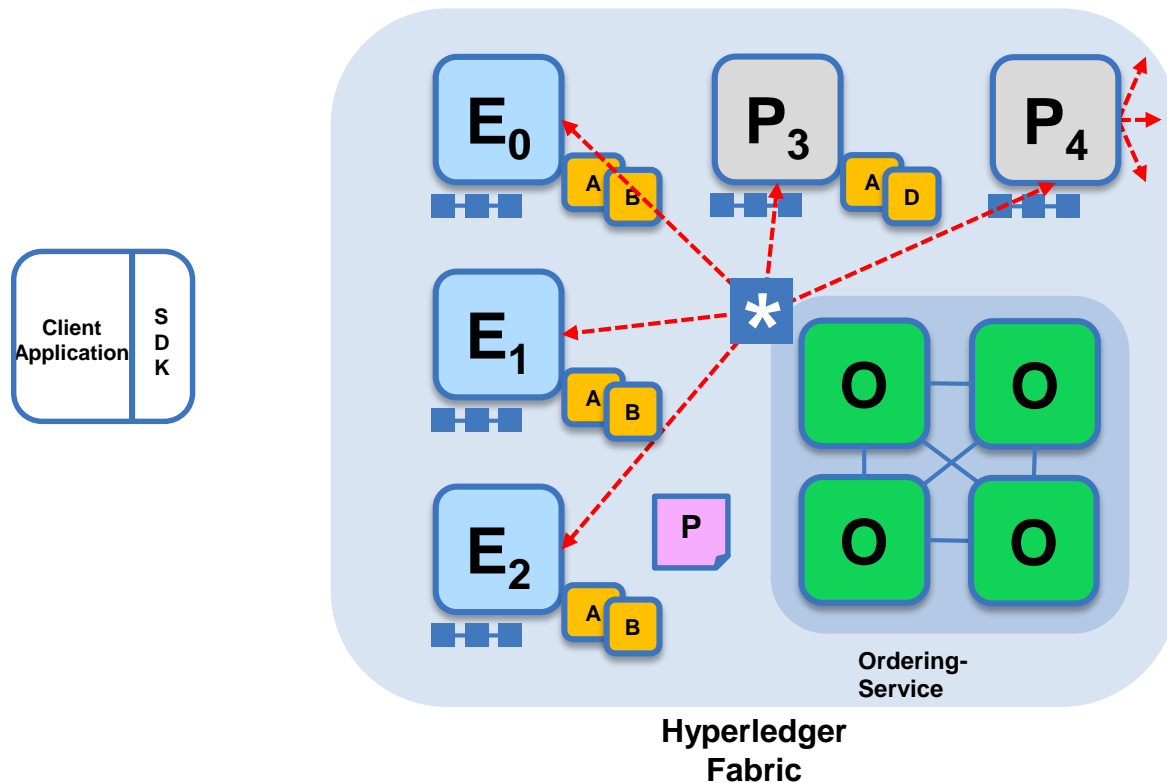 E0
P3
P4
A
B
A
D
Client
Application
S
D
K
*
E1
A
B
O
O
E2
P
O
O
A
B
Ordering-
Service
Hyperledger
Fabric